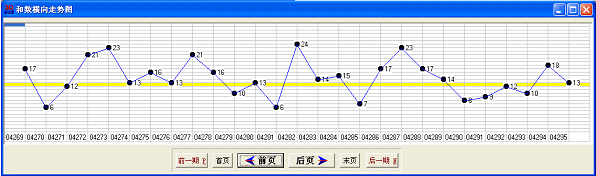 和数横向走势图
17 6 12 21 23 13 16 13 21 16 10 13 6 24 14 15 7 17 23 17 14 8 9 12 10 18 13
04269 04270 04271 04272 04273 04274 04275 04276 04277 04278 04279 04280 04281 04282 04283 04284 04285 04286 04287 04288 04289 04290 04291 04292 04293 04294 04295
前一期 首页 前页 后页 末页 后一期